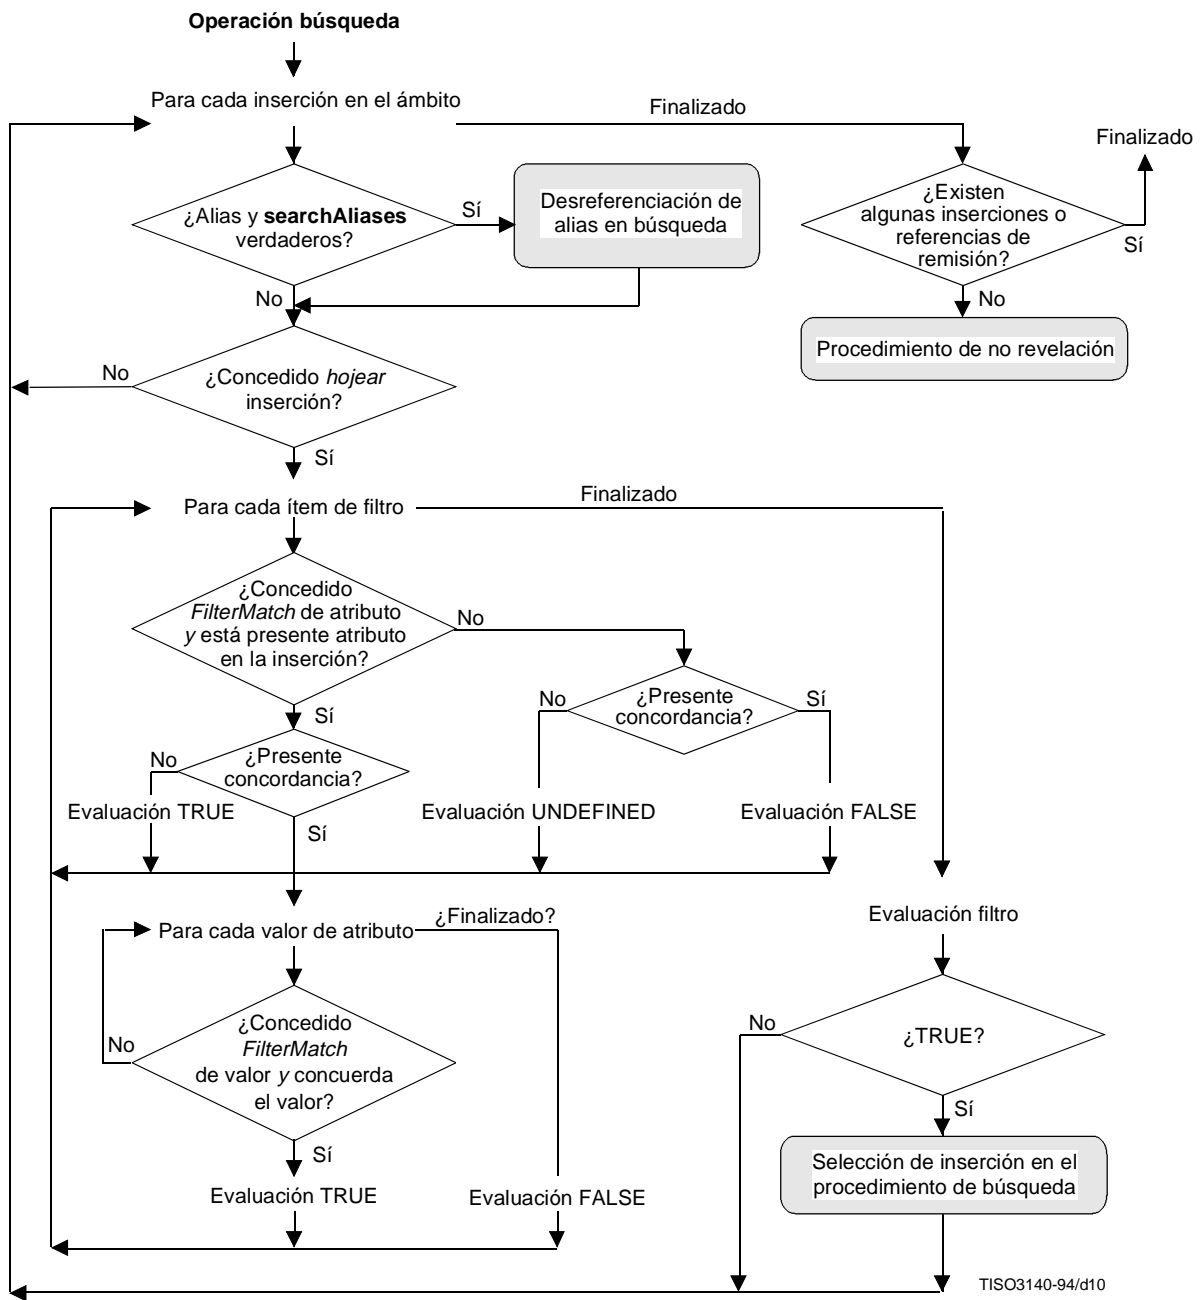 Operación búsqueda
Para cada inserción en el ámbito
Finalizado
Finalizado
¿Alias y searchAliases
verdaderos?
Sí
Desreferenciación de
alias en búsqueda
¿Existen
algunas inserciones o
referencias de
remisión?
Sí
No
No
Procedimiento de no revelación
No
¿Concedido hojear
inserción?
Sí
Para cada ítem de filtro
Finalizado
¿Concedido
FilterMatch de atributo
y está presente atributo
en la inserción?
No
No
¿Presente
concordancia?
Sí
Sí
No
¿Presente
concordancia?
Evaluación TRUE
Evaluación UNDEFINED
Evaluación FALSE
Sí
Para cada valor de atributo
¿Finalizado?
Evaluación filtro
No
¿Concedido
FilterMatch
de valor y concuerda
el valor?
No
¿TRUE?
Sí
Sí
Evaluación TRUE
Evaluación FALSE
Selección de inserción en el
procedimiento de búsqueda
TISO3140-94/d10